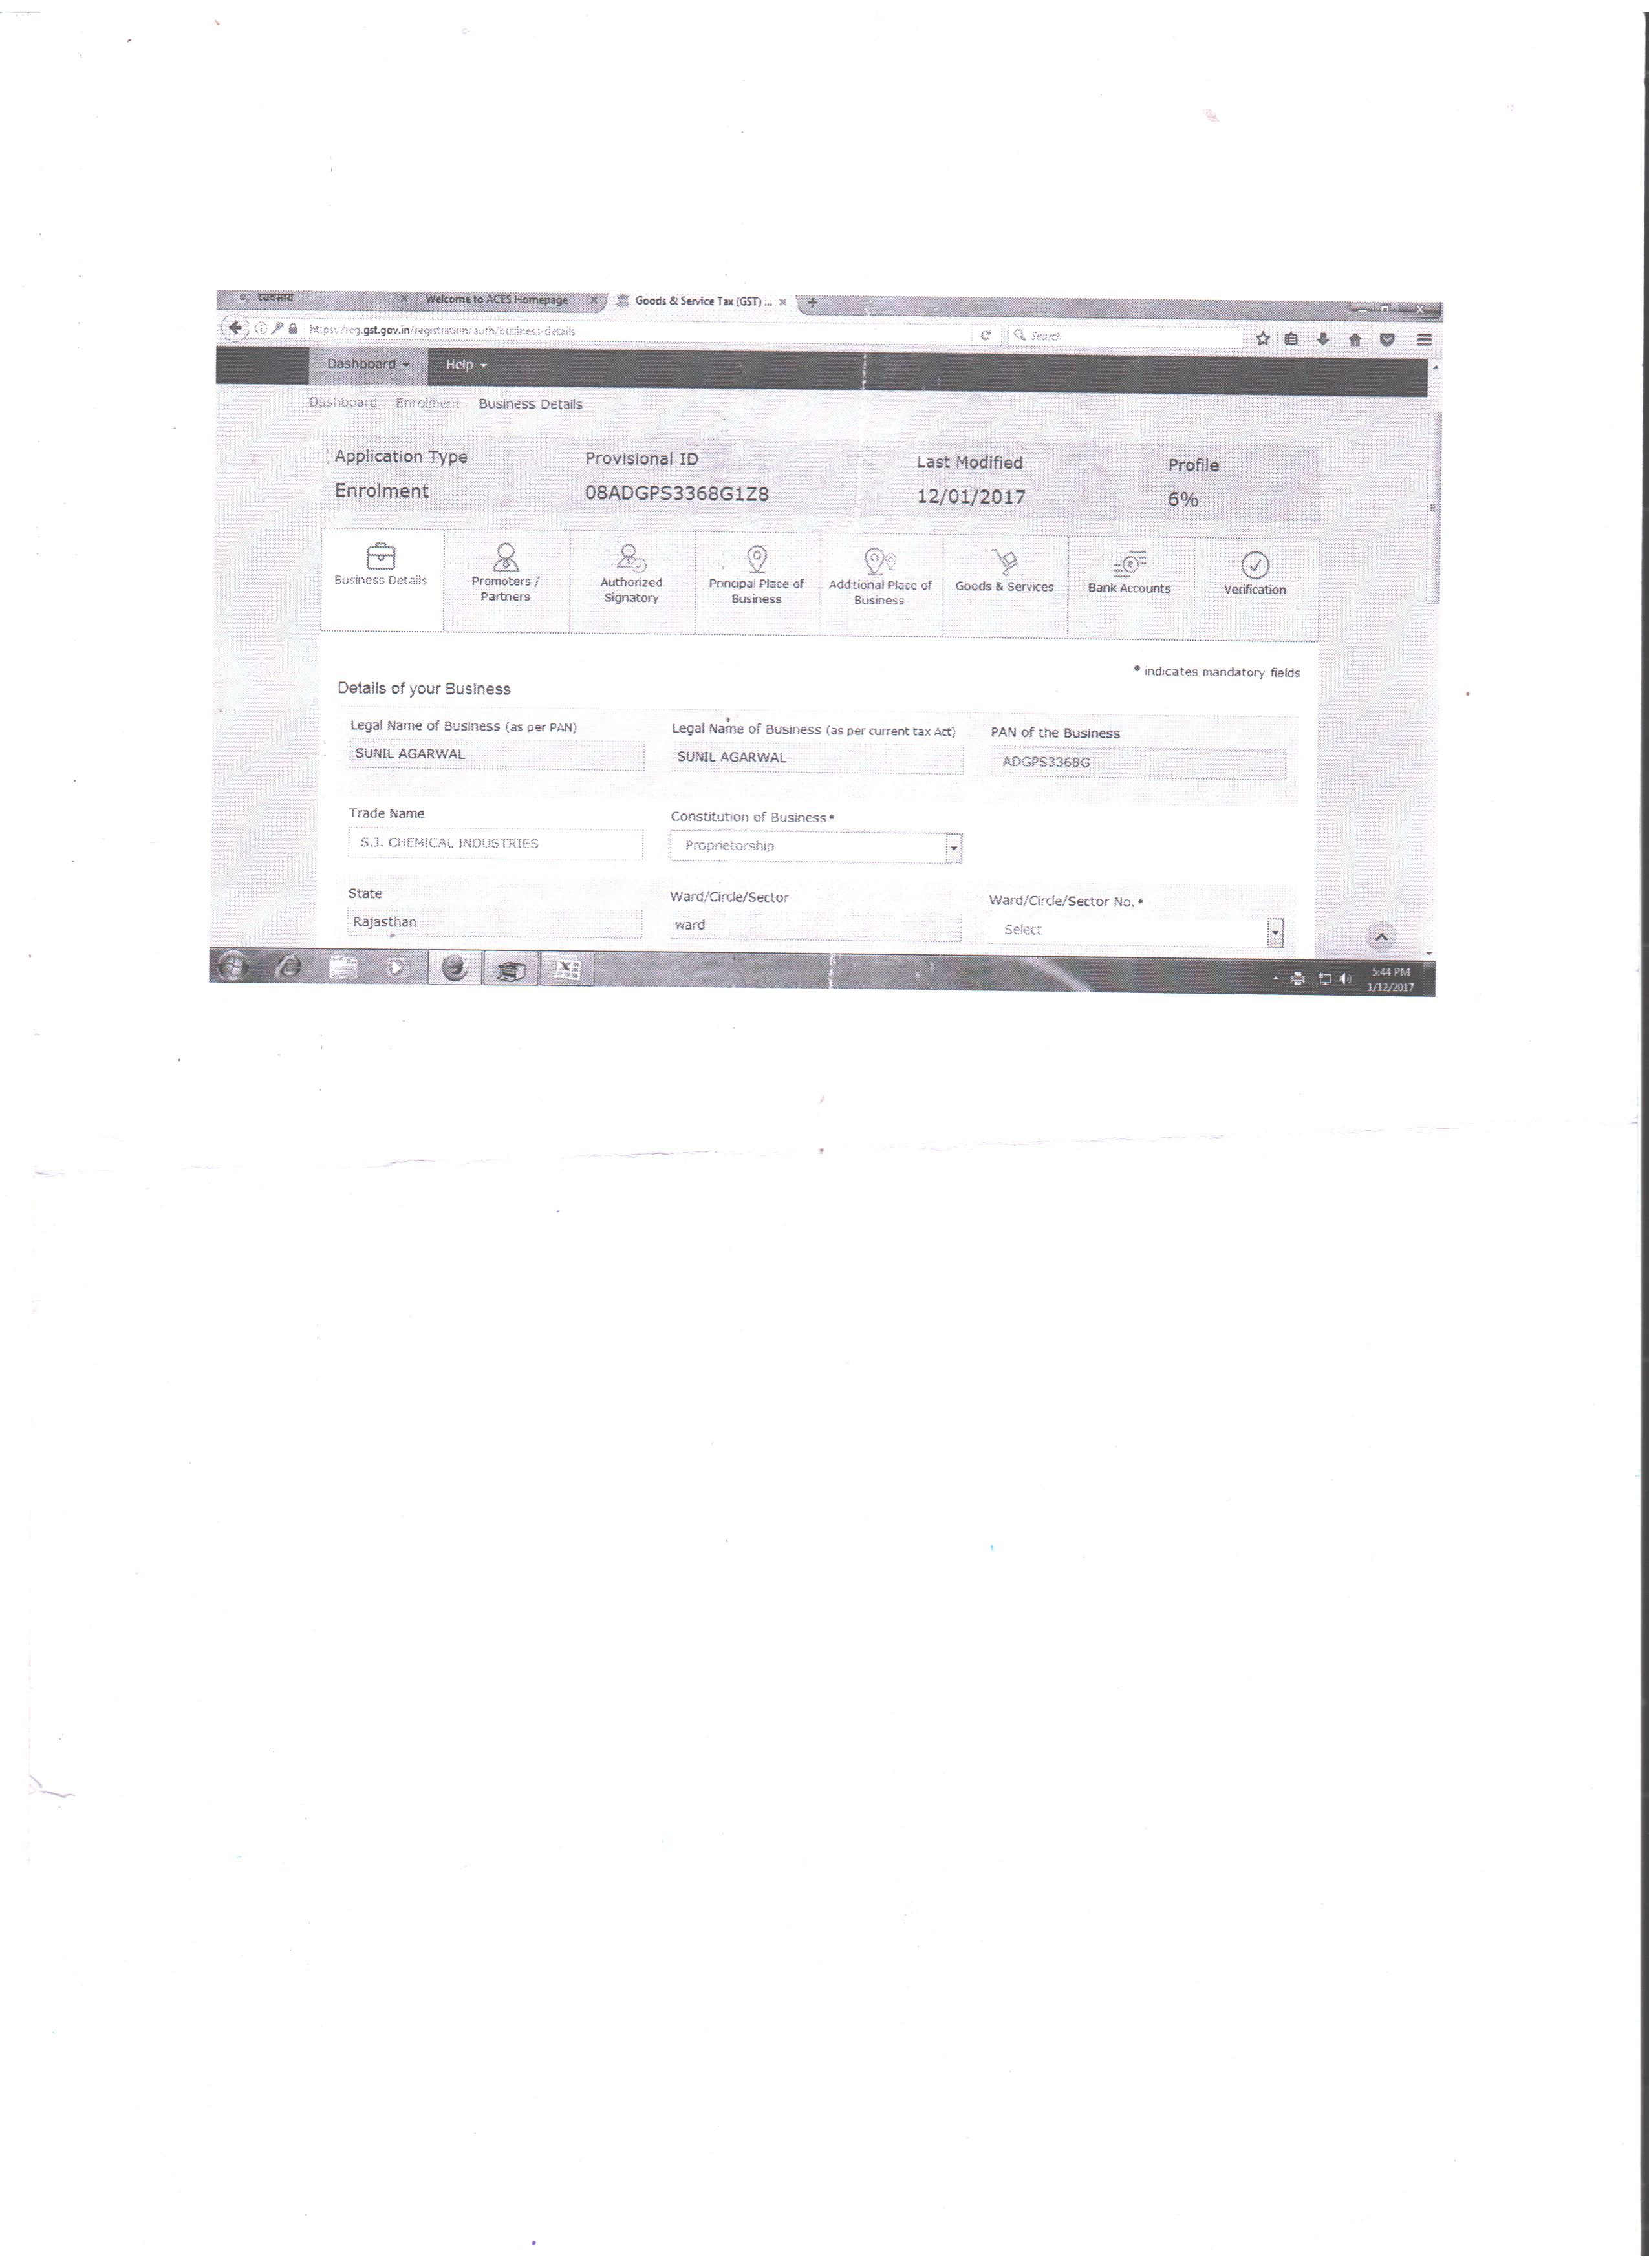 व्यवसाय × Welcome to ACES Homepage × Goods & Service Tax (GST) ... × +
https://reg.gst.gov.in/registration/auth/business-details Search
Dashboard Help
Dashboard Enrolment Business Details
Application Type Provisional ID Last Modified Profile
Enrolment 08ADGPS3368G1Z8 12/01/2017 6%
Business Details Promoters / Partners Authorized Signatory Principal Place of Business Additional Place of Business Goods & Services Bank Accounts Verification
* indicates mandatory fields
Details of your Business
Legal Name of Business (as per PAN) Legal Name of Business (as per current tax Act) PAN of the Business
SUNIL AGARWAL SUNIL AGARWAL ADGPS3368G
Trade Name Constitution of Business*
S.J. CHEMICAL INDUSTRIES Proprietorship
State Ward/Circle/Sector Ward/Circle/Sector No.*
Rajasthan ward Select
5:44 PM
1/12/2017